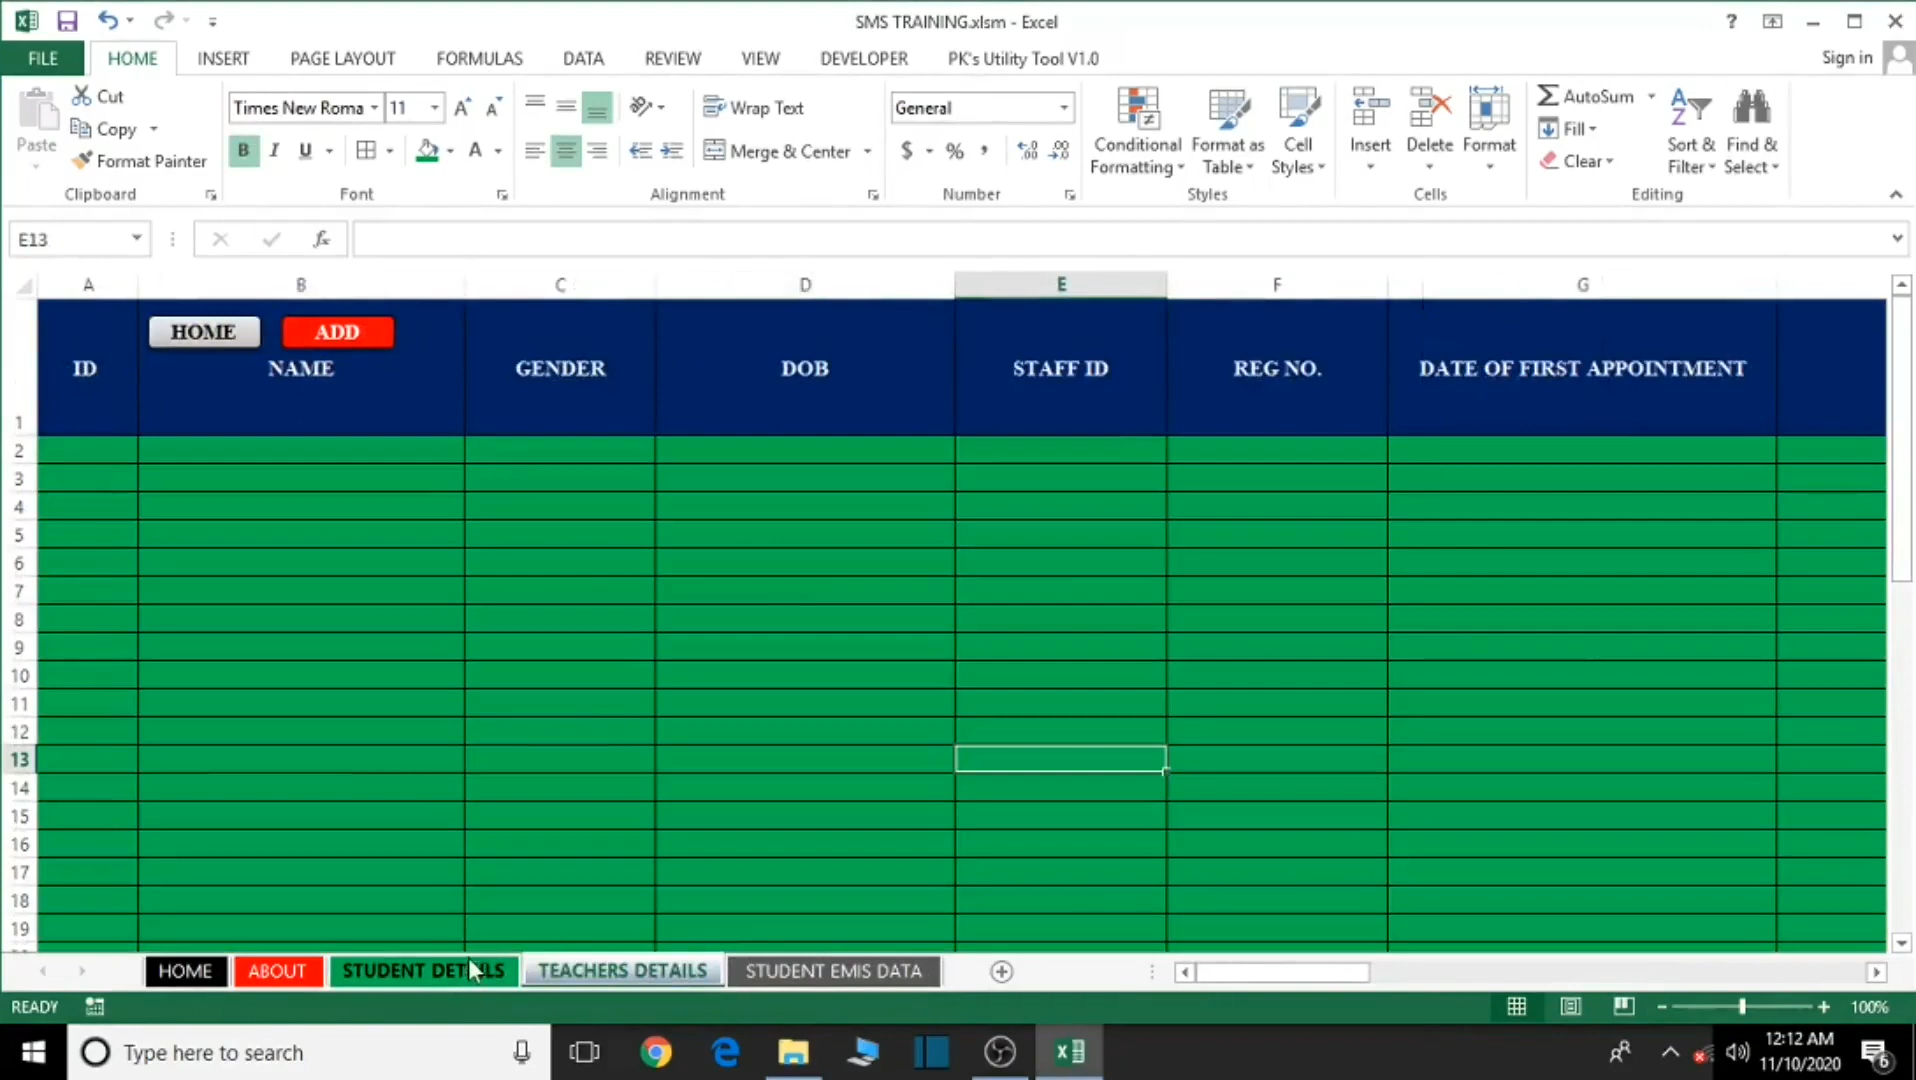 SMS TRAINING.xlsm - Excel
?
FILE
HOME
INSERT
PAGE LAYOUT
FORMULAS
DATA
REVIEW
VIEW
DEVELOPER
PK's Utility Tool V1.0
Sign in
Paste
Cut
Copy
Format Painter
Clipboard
Times New Roma
11
B I U
Font
Wrap Text
Merge & Center
Alignment
General
$ % ,
Number
Conditional Formatting
Format as Table
Cell Styles
Styles
Insert
Delete
Format
Cells
AutoSum
Fill
Clear
Sort & Filter
Find & Select
Editing
E13
fx
A B C D E F G
HOME ADD
ID NAME GENDER DOB STAFF ID REG NO. DATE OF FIRST APPOINTMENT
1
2
3
4
5
6
7
8
9
10
11
12
13
14
15
16
17
18
19
HOME ABOUT STUDENT DETAILS TEACHERS DETAILS STUDENT EMIS DATA
READY
100%
Type here to search
12:12 AM
11/10/2020
6